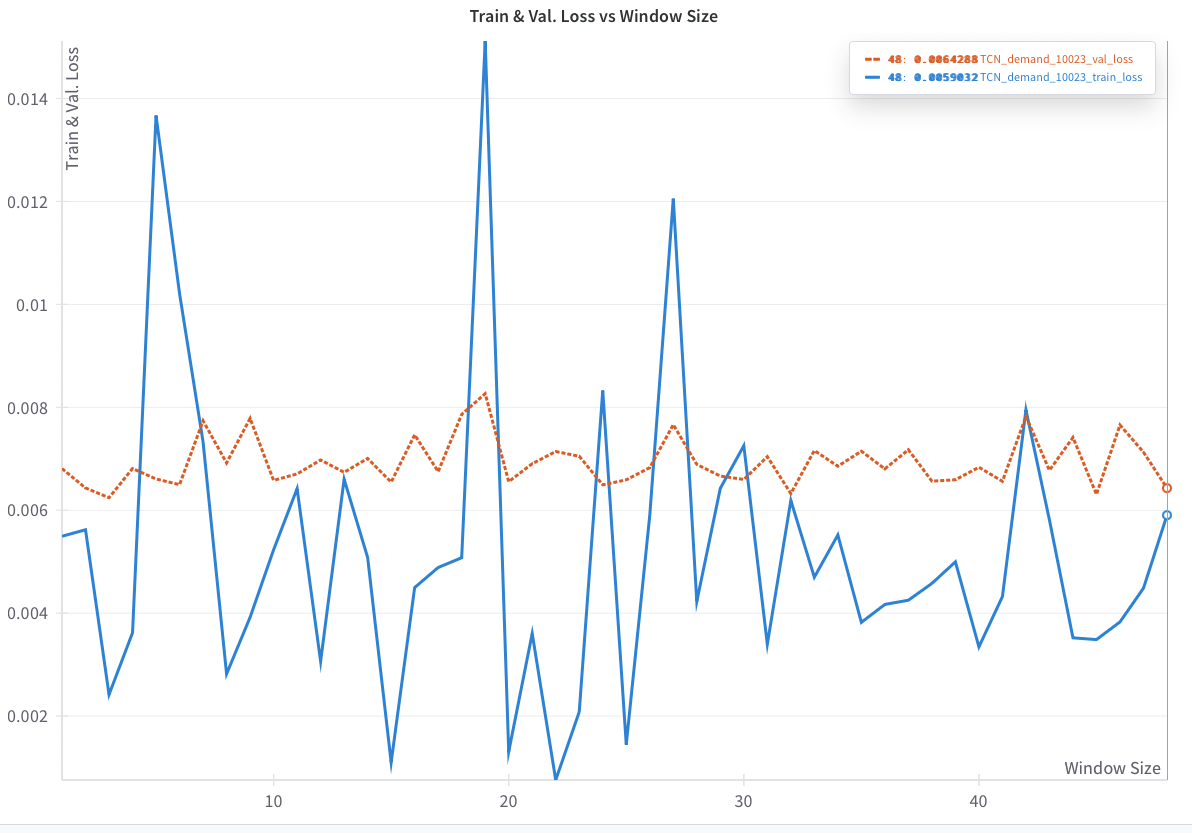 Train & Val. Loss vs Window Size
Train & Val. Loss
48: 0.0064288 TCN_demand_10023_val_loss
48: 0.0059032 TCN_demand_10023_train_loss
0.014
0.012
0.01
0.008
0.006
0.004
0.002
Window Size
10 20 30 40